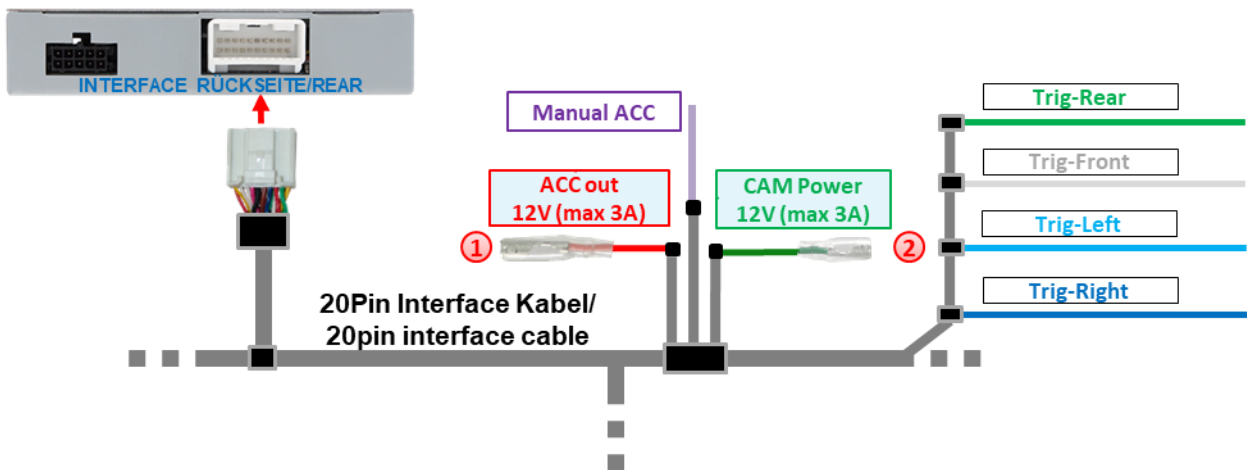 INTERFACE RÜCKSEITE/REAR
Manual ACC
ACC out
12V (max 3A)
CAM Power
12V (max 3A)
1
2
Trig-Rear
Trig-Front
Trig-Left
Trig-Right
20Pin Interface Kabel/
20pin interface cable